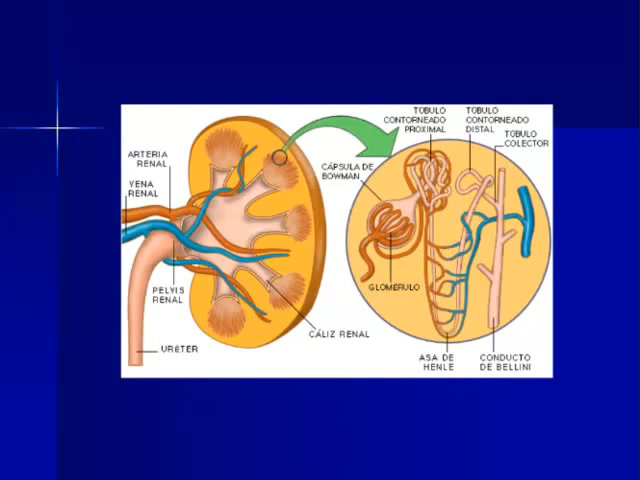 ARTERIA
RENAL
VENA
RENAL
PELVIS
RENAL
URÉTER
CÁLIZ RENAL
CÁPSULA DE
BOWMAN
TÚBULO
CONTORNEADO
PROXIMAL
TÚBULO
CONTORNEADO
DISTAL
TÚBULO
COLECTOR
GLOMÉRULO
ASA DE
HENLE
CONDUCTO
DE BELLINI